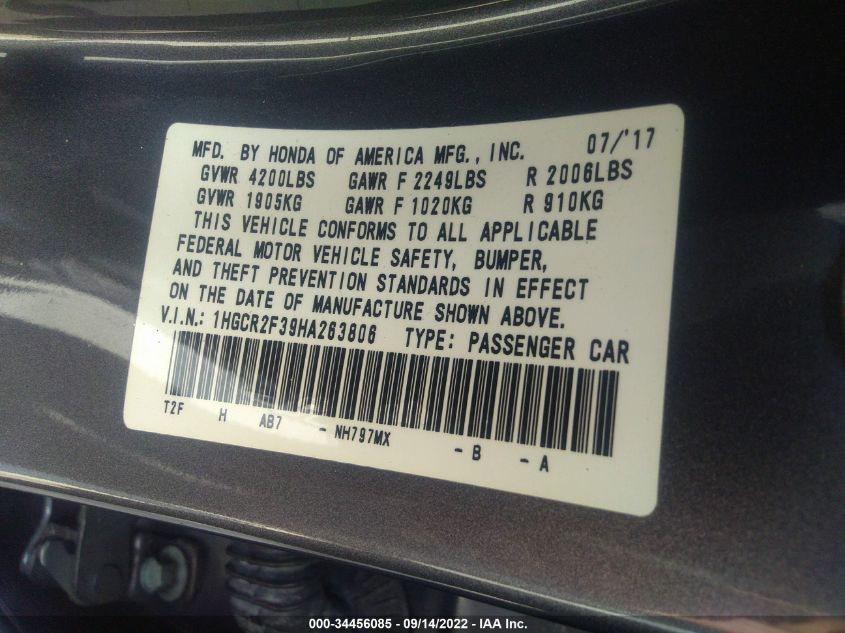 MFD. BY HONDA OF AMERICA MFG., INC. 07/'17
GVWR 4200LBS GAWR F 2249LBS R 2006LBS
GVWR 1905KG GAWR F 1020KG R 910KG
THIS VEHICLE CONFORMS TO ALL APPLICABLE
FEDERAL MOTOR VEHICLE SAFETY, BUMPER,
AND THEFT PREVENTION STANDARDS IN EFFECT
ON THE DATE OF MANUFACTURE SHOWN ABOVE.
V.I.N.: 1HGCR2F39HA263806 TYPE: PASSENGER CAR
T2F H AB7 - NH797MX - B - A
000-34456085 - 09/14/2022 - IAA Inc.